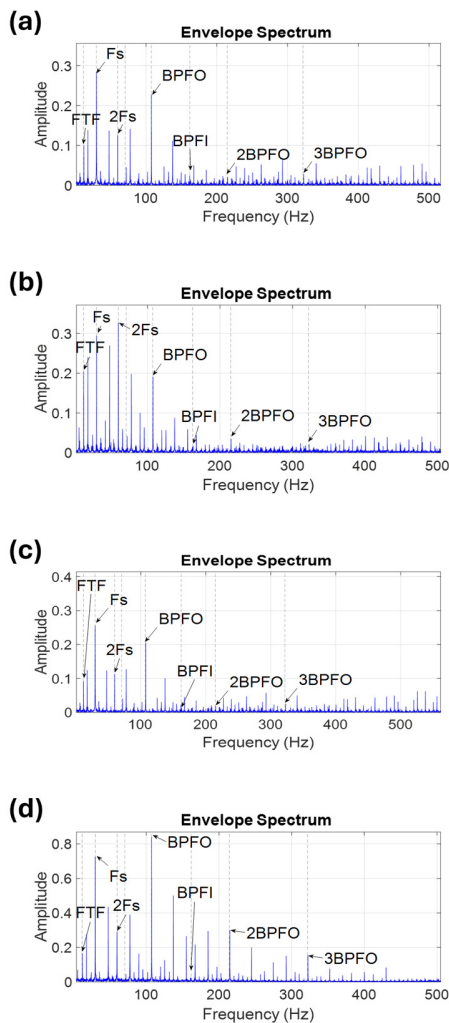 (a)
Envelope Spectrum
Fs
BPFO
FTF
2Fs
BPFI
2BPFO
3BPFO
Amplitude
0.3
0.2
0.1
0
100
200
300
400
500
Frequency (Hz)
(b)
Envelope Spectrum
Fs
2Fs
FTF
BPFO
BPFI
2BPFO
3BPFO
Amplitude
0.3
0.2
0.1
0
100
200
300
400
500
Frequency (Hz)
(c)
Envelope Spectrum
FTF
Fs
BPFO
2Fs
BPFI
2BPFO
3BPFO
Amplitude
0.4
0.3
0.2
0.1
0
100
200
300
400
500
Frequency (Hz)
(d)
Envelope Spectrum
BPFO
Fs
BPFI
FTF
2Fs
2BPFO
3BPFO
Amplitude
0.8
0.6
0.4
0.2
0
100
200
300
400
500
Frequency (Hz)